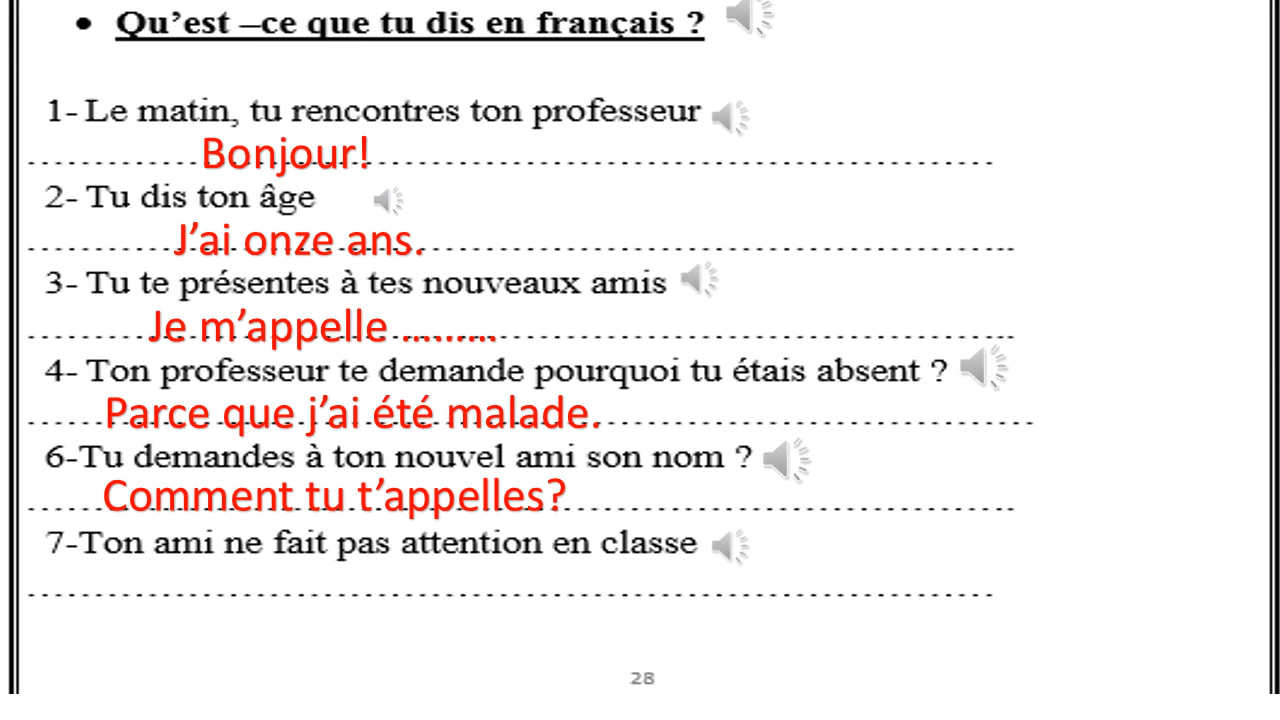 • Qu'est –ce que tu dis en français ?
1- Le matin, tu rencontres ton professeur
Bonjour!
2- Tu dis ton âge
J'ai onze ans.
3- Tu te présentes à tes nouveaux amis
Je m'appelle .........
4- Ton professeur te demande pourquoi tu étais absent ?
Parce que j'ai été malade.
6-Tu demandes à ton nouvel ami son nom ?
Comment tu t'appelles?
7-Ton ami ne fait pas attention en classe
28